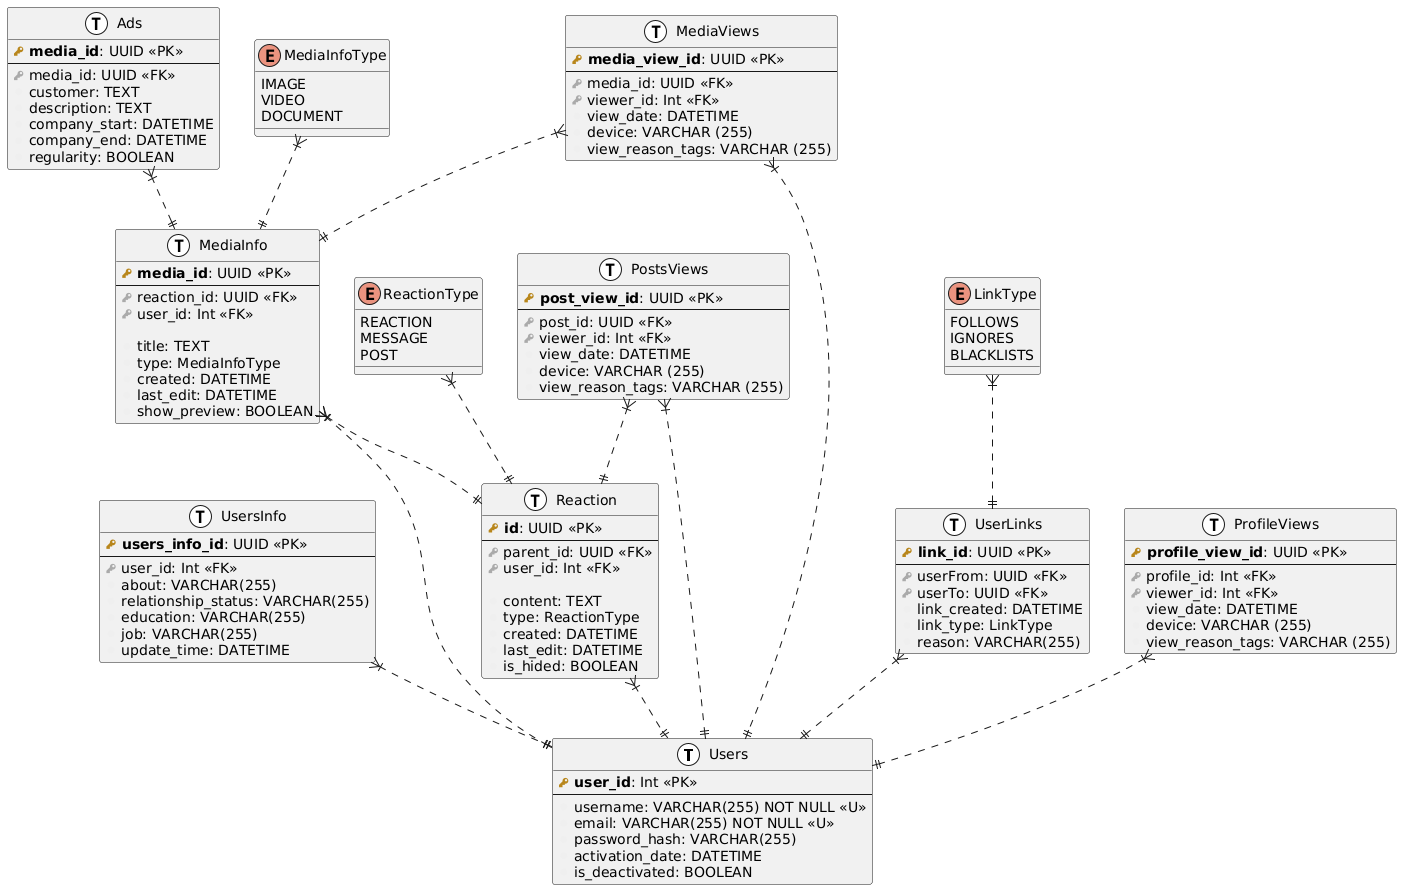 T Ads
media_id: UUID «PK»
media_id: UUID «FK»
customer: TEXT
description: TEXT
company_start: DATETIME
company_end: DATETIME
regularity: BOOLEAN
E MediaInfoType
IMAGE
VIDEO
DOCUMENT
T MediaViews
media_view_id: UUID «PK»
media_id: UUID «FK»
viewer_id: Int «FK»
view_date: DATETIME
device: VARCHAR (255)
view_reason_tags: VARCHAR (255)
T MediaInfo
media_id: UUID «PK»
reaction_id: UUID «FK»
user_id: Int «FK»
title: TEXT
type: MediaInfoType
created: DATETIME
last_edit: DATETIME
show_preview: BOOLEAN
E ReactionType
REACTION
MESSAGE
POST
T PostsViews
post_view_id: UUID «PK»
post_id: UUID «FK»
viewer_id: Int «FK»
view_date: DATETIME
device: VARCHAR (255)
view_reason_tags: VARCHAR (255)
E LinkType
FOLLOWS
IGNORES
BLACKLISTS
T UsersInfo
users_info_id: UUID «PK»
user_id: Int «FK»
about: VARCHAR(255)
relationship_status: VARCHAR(255)
education: VARCHAR(255)
job: VARCHAR(255)
update_time: DATETIME
T Reaction
id: UUID «PK»
parent_id: UUID «FK»
user_id: Int «FK»
content: TEXT
type: ReactionType
created: DATETIME
last_edit: DATETIME
is_hided: BOOLEAN
T UserLinks
link_id: UUID «PK»
userFrom: UUID «FK»
userTo: UUID «FK»
link_created: DATETIME
link_type: LinkType
reason: VARCHAR(255)
T ProfileViews
profile_view_id: UUID «PK»
profile_id: Int «FK»
viewer_id: Int «FK»
view_date: DATETIME
device: VARCHAR (255)
view_reason_tags: VARCHAR (255)
T Users
user_id: Int «PK»
username: VARCHAR(255) NOT NULL «U»
email: VARCHAR(255) NOT NULL «U»
password_hash: VARCHAR(255)
activation_date: DATETIME
is_deactivated: BOOLEAN